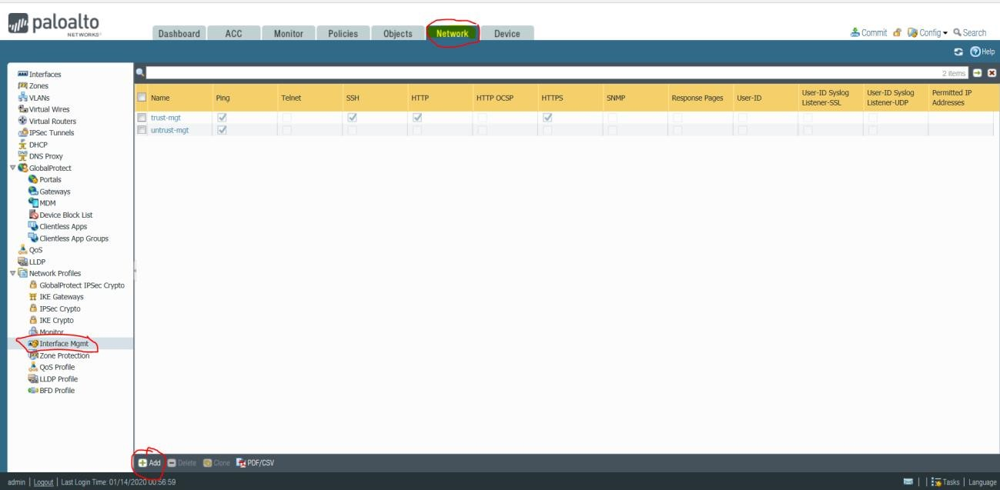 paloalto
NETWORKS®
Dashboard ACC Monitor Policies Objects Network Device
Commit Config Search
Help
Interfaces
Zones
VLANs
Virtual Wires
Virtual Routers
IPSec Tunnels
DHCP
DNS Proxy
GlobalProtect
Portals
Gateways
MDM
Device Block List
Clientless Apps
Clientless App Groups
QoS
LLDP
Network Profiles
GlobalProtect IPSec Crypto
IKE Gateways
IPSec Crypto
IKE Crypto
Monitor
Interface Mgmt
Zone Protection
QoS Profile
LLDP Profile
BFD Profile
2 items
Name Ping Telnet SSH HTTP HTTP OCSP HTTPS SNMP Response Pages User-ID User-ID Syslog Listener-SSL User-ID Syslog Listener-UDP Permitted IP Addresses
trust-mgt
untrust-mgt
Add Delete Clone PDF/CSV
admin | Logout | Last Login Time: 01/14/2020 00:56:59
Tasks | Language